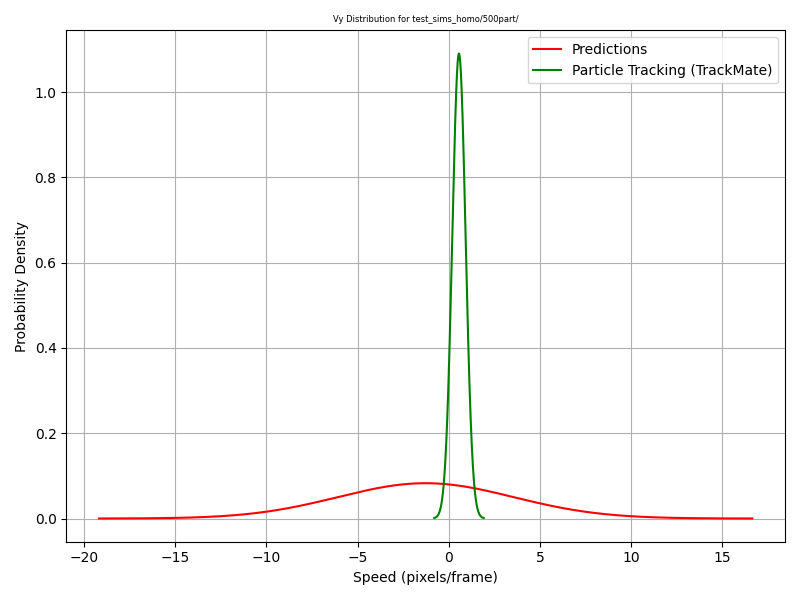 Vy Distribution for test_sims_homo/500part/
Predictions
Particle Tracking (TrackMate)
Probability Density
1.0
0.8
0.6
0.4
0.2
0.0
−20 −15 −10 −5 0 5 10 15
Speed (pixels/frame)